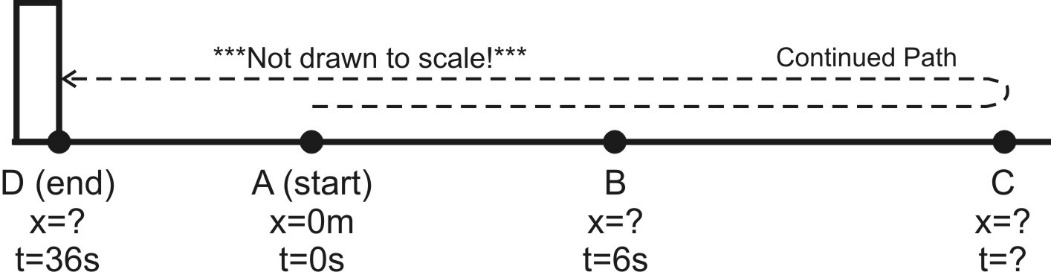 ***Not drawn to scale!***
Continued Path
D (end)
x=?
t=36s
A (start)
x=0m
t=0s
B
x=?
t=6s
C
x=?
t=?